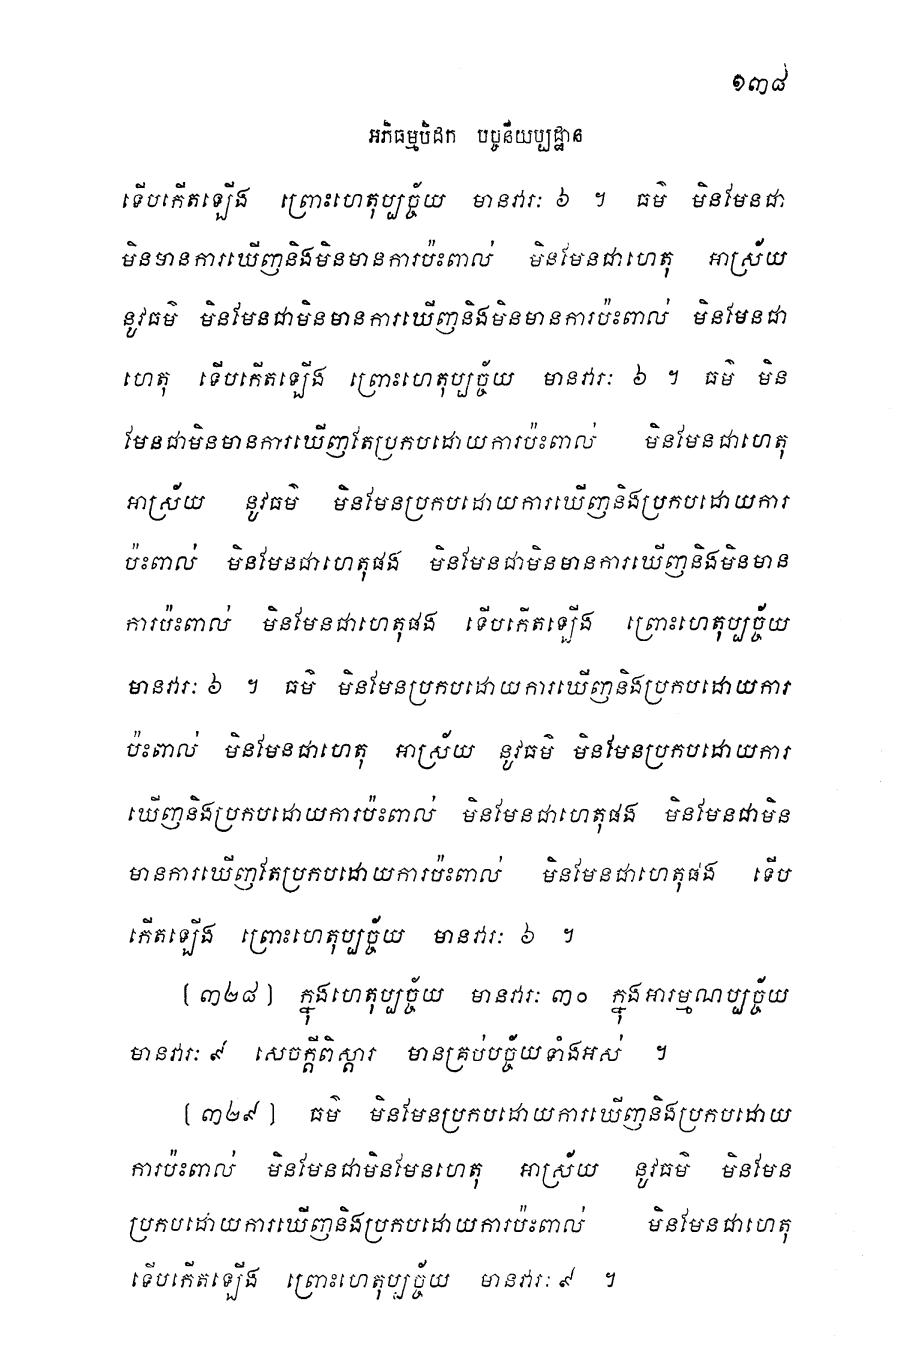 ១៣៨
អភិធម្មបិដក បច្ចនីយប្បដ្ឋាន
ទើបកើតឡើង ព្រោះហេតុប្បច្ច័យ មានវារៈ ៦ ។ ធម៌ មិនមែនជា
មិនមានការឃើញនិងមិនមានការប៉ះពាល់ មិនមែនជាហេតុ អាស្រ័យ
នូវធម៌ មិនមែនជាមិនមានការឃើញនិងមិនមានការប៉ះពាល់ មិនមែនជា
ហេតុ ទើបកើតឡើង ព្រោះហេតុប្បច្ច័យ មានវារៈ ៦ ។ ធម៌ មិន
មែនជាមិនមានការឃើញតែប្រកបដោយការប៉ះពាល់ មិនមែនជាហេតុ
អាស្រ័យ នូវធម៌ មិនមែនប្រកបដោយការឃើញនិងប្រកបដោយការ
ប៉ះពាល់ មិនមែនជាហេតុផង មិនមែនជាមិនមានការឃើញនិងមិនមាន
ការប៉ះពាល់ មិនមែនជាហេតុផង ទើបកើតឡើង ព្រោះហេតុប្បច្ច័យ
មានវារៈ ៦ ។ ធម៌ មិនមែនប្រកបដោយការឃើញនិងប្រកបដោយការ
ប៉ះពាល់ មិនមែនជាហេតុ អាស្រ័យ នូវធម៌ មិនមែនប្រកបដោយការ
ឃើញនិងប្រកបដោយការប៉ះពាល់ មិនមែនជាហេតុផង មិនមែនជាមិន
មានការឃើញតែប្រកបដោយការប៉ះពាល់ មិនមែនជាហេតុផង ទើប
កើតឡើង ព្រោះហេតុប្បច្ច័យ មានវារៈ ៦ ។
[ ៣២៨ ] ក្នុងហេតុប្បច្ច័យ មានវារៈ ៣០ ក្នុងអារម្មណប្បច្ច័យ
មានវារៈ ៩ សេចក្តីពិស្តារ មានគ្រប់បច្ច័យទាំងអស់ ។
[ ៣២៩ ] ធម៌ មិនមែនប្រកបដោយការឃើញនិងប្រកបដោយ
ការប៉ះពាល់ មិនមែនជាមិនមែនហេតុ អាស្រ័យ នូវធម៌ មិនមែន
ប្រកបដោយការឃើញនិងប្រកបដោយការប៉ះពាល់ មិនមែនជាហេតុ
ទើបកើតឡើង ព្រោះហេតុប្បច្ច័យ មានវារៈ ៩ ។